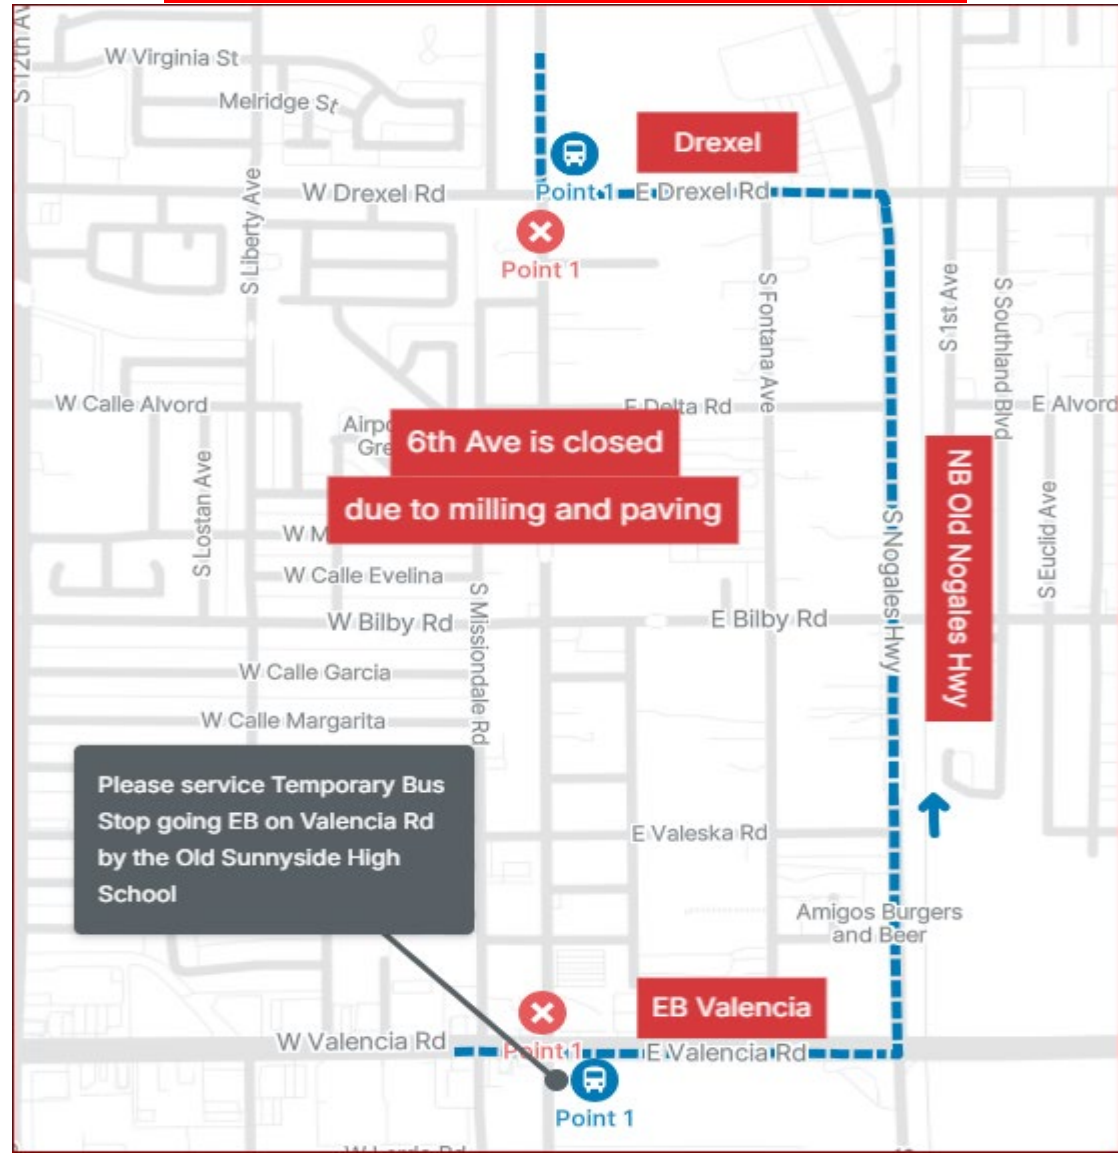 S 12th Av
W Virginia St
Melridge St
Drexel
W Drexel Rd
Point 1
E Drexel Rd
S Liberty Ave
Point 1
S Fontana Ave
S 1st Ave
S Southland Blvd
W Calle Alvord
E Delta Rd
E Alvord
6th Ave is closed
due to milling and paving
S Lostan Ave
NB Old Nogales Hwy
S Nogales Hwy
S Euclid Ave
W Calle Evelina
S Missiondale Rd
W Bilby Rd
E Bilby Rd
W Calle Garcia
W Calle Margarita
Please service Temporary Bus
Stop going EB on Valencia Rd
by the Old Sunnyside High
School
E Valeska Rd
Amigos Burgers
and Beer
EB Valencia
W Valencia Rd
Point 1
E Valencia Rd
Point 1